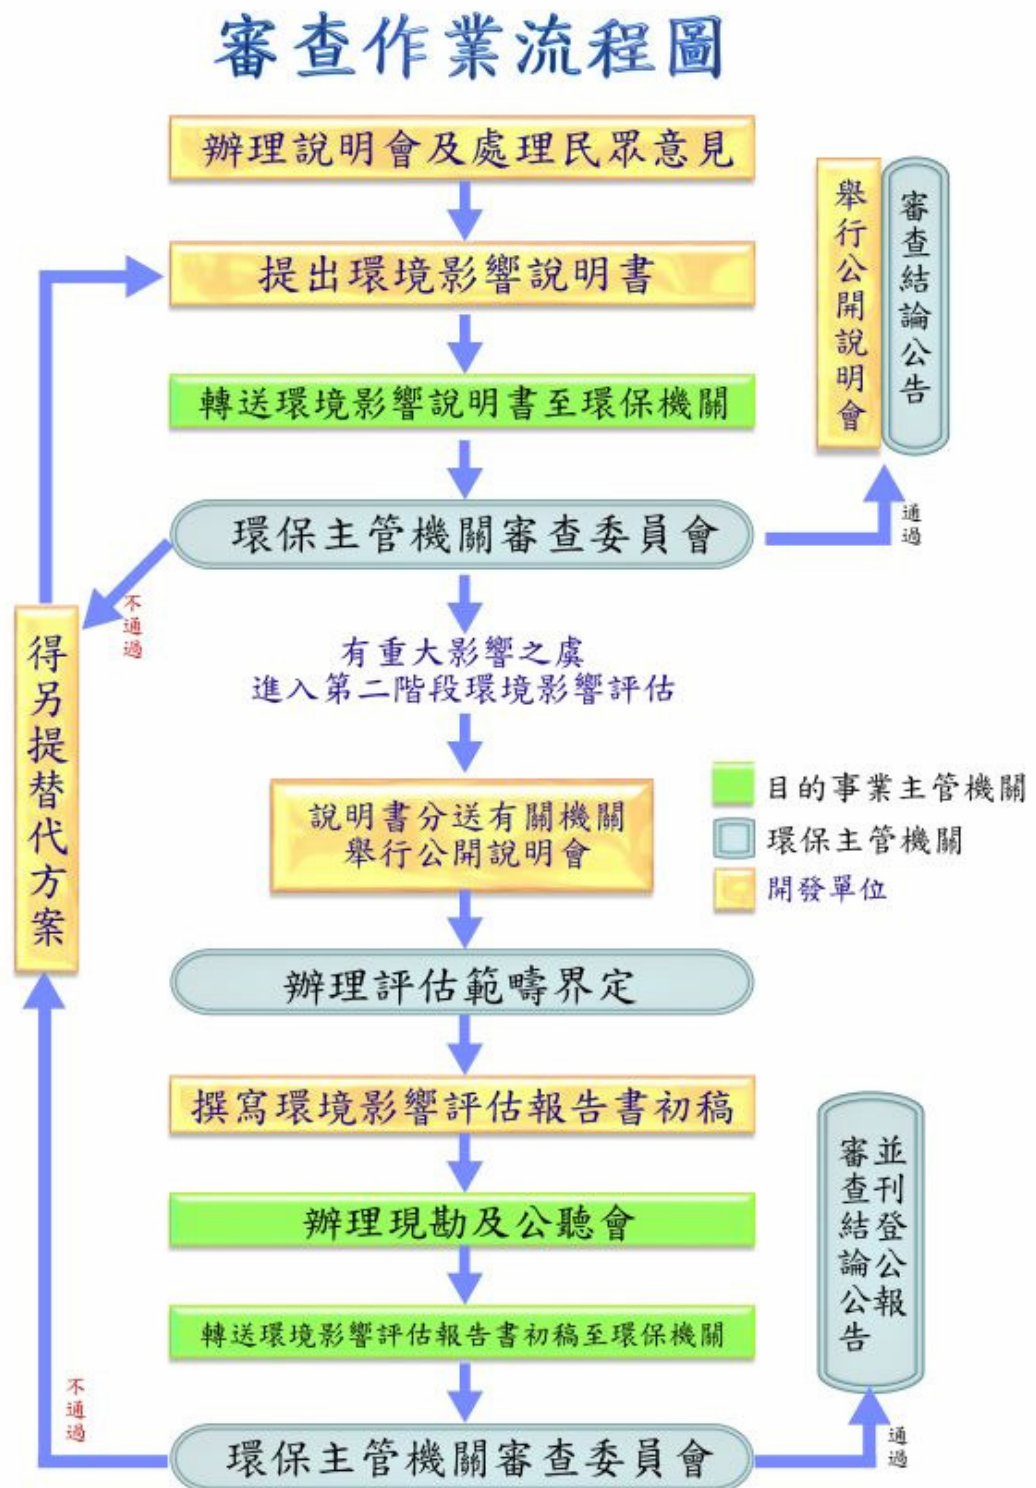 審查作業流程圖
辦理說明會及處理民眾意見
提出環境影響說明書
轉送環境影響說明書至環保機關
環保主管機關審查委員會
舉行公開說明會
審查結論公告
通過
不通過
得另提替代方案
有重大影響之虞
進入第二階段環境影響評估
說明書分送有關機關
舉行公開說明會
目的事業主管機關
環保主管機關
開發單位
辦理評估範疇界定
撰寫環境影響評估報告書初稿
辦理現勘及公聽會
轉送環境影響評估報告書初稿至環保機關
環保主管機關審查委員會
審查結論公告
並刊登公報
通過
不通過